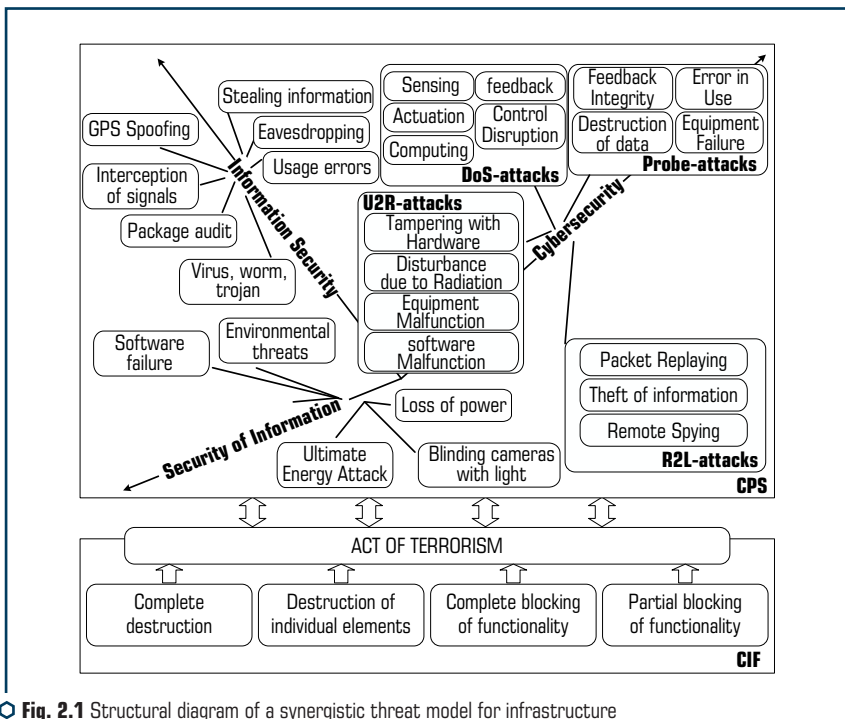 Stealing information
GPS Spoofing
Eavesdropping
Interception
of signals
Usage errors
Package audit
Virus, worm,
trojan
Information Security
Sensing
feedback
Actuation
Control
Disruption
Computing
DoS-attacks
Feedback
Integrity
Error in
Use
Destruction
of data
Equipment
Failure
Probe-attacks
U2R-attacks
Tampering with
Hardware
Disturbance
due to Radiation
Equipment
Malfunction
software
Malfunction
Cybersecurity
Software
failure
Environmental
threats
Security of Information
Loss of power
Ultimate
Energy Attack
Blinding cameras
with light
Packet Replaying
Theft of information
Remote Spying
R2L-attacks
CPS
ACT OF TERRORISM
Complete
destruction
Destruction of
individual elements
Complete blocking
of functionality
Partial blocking
of functionality
CIF
Fig. 2.1 Structural diagram of a synergistic threat model for infrastructure